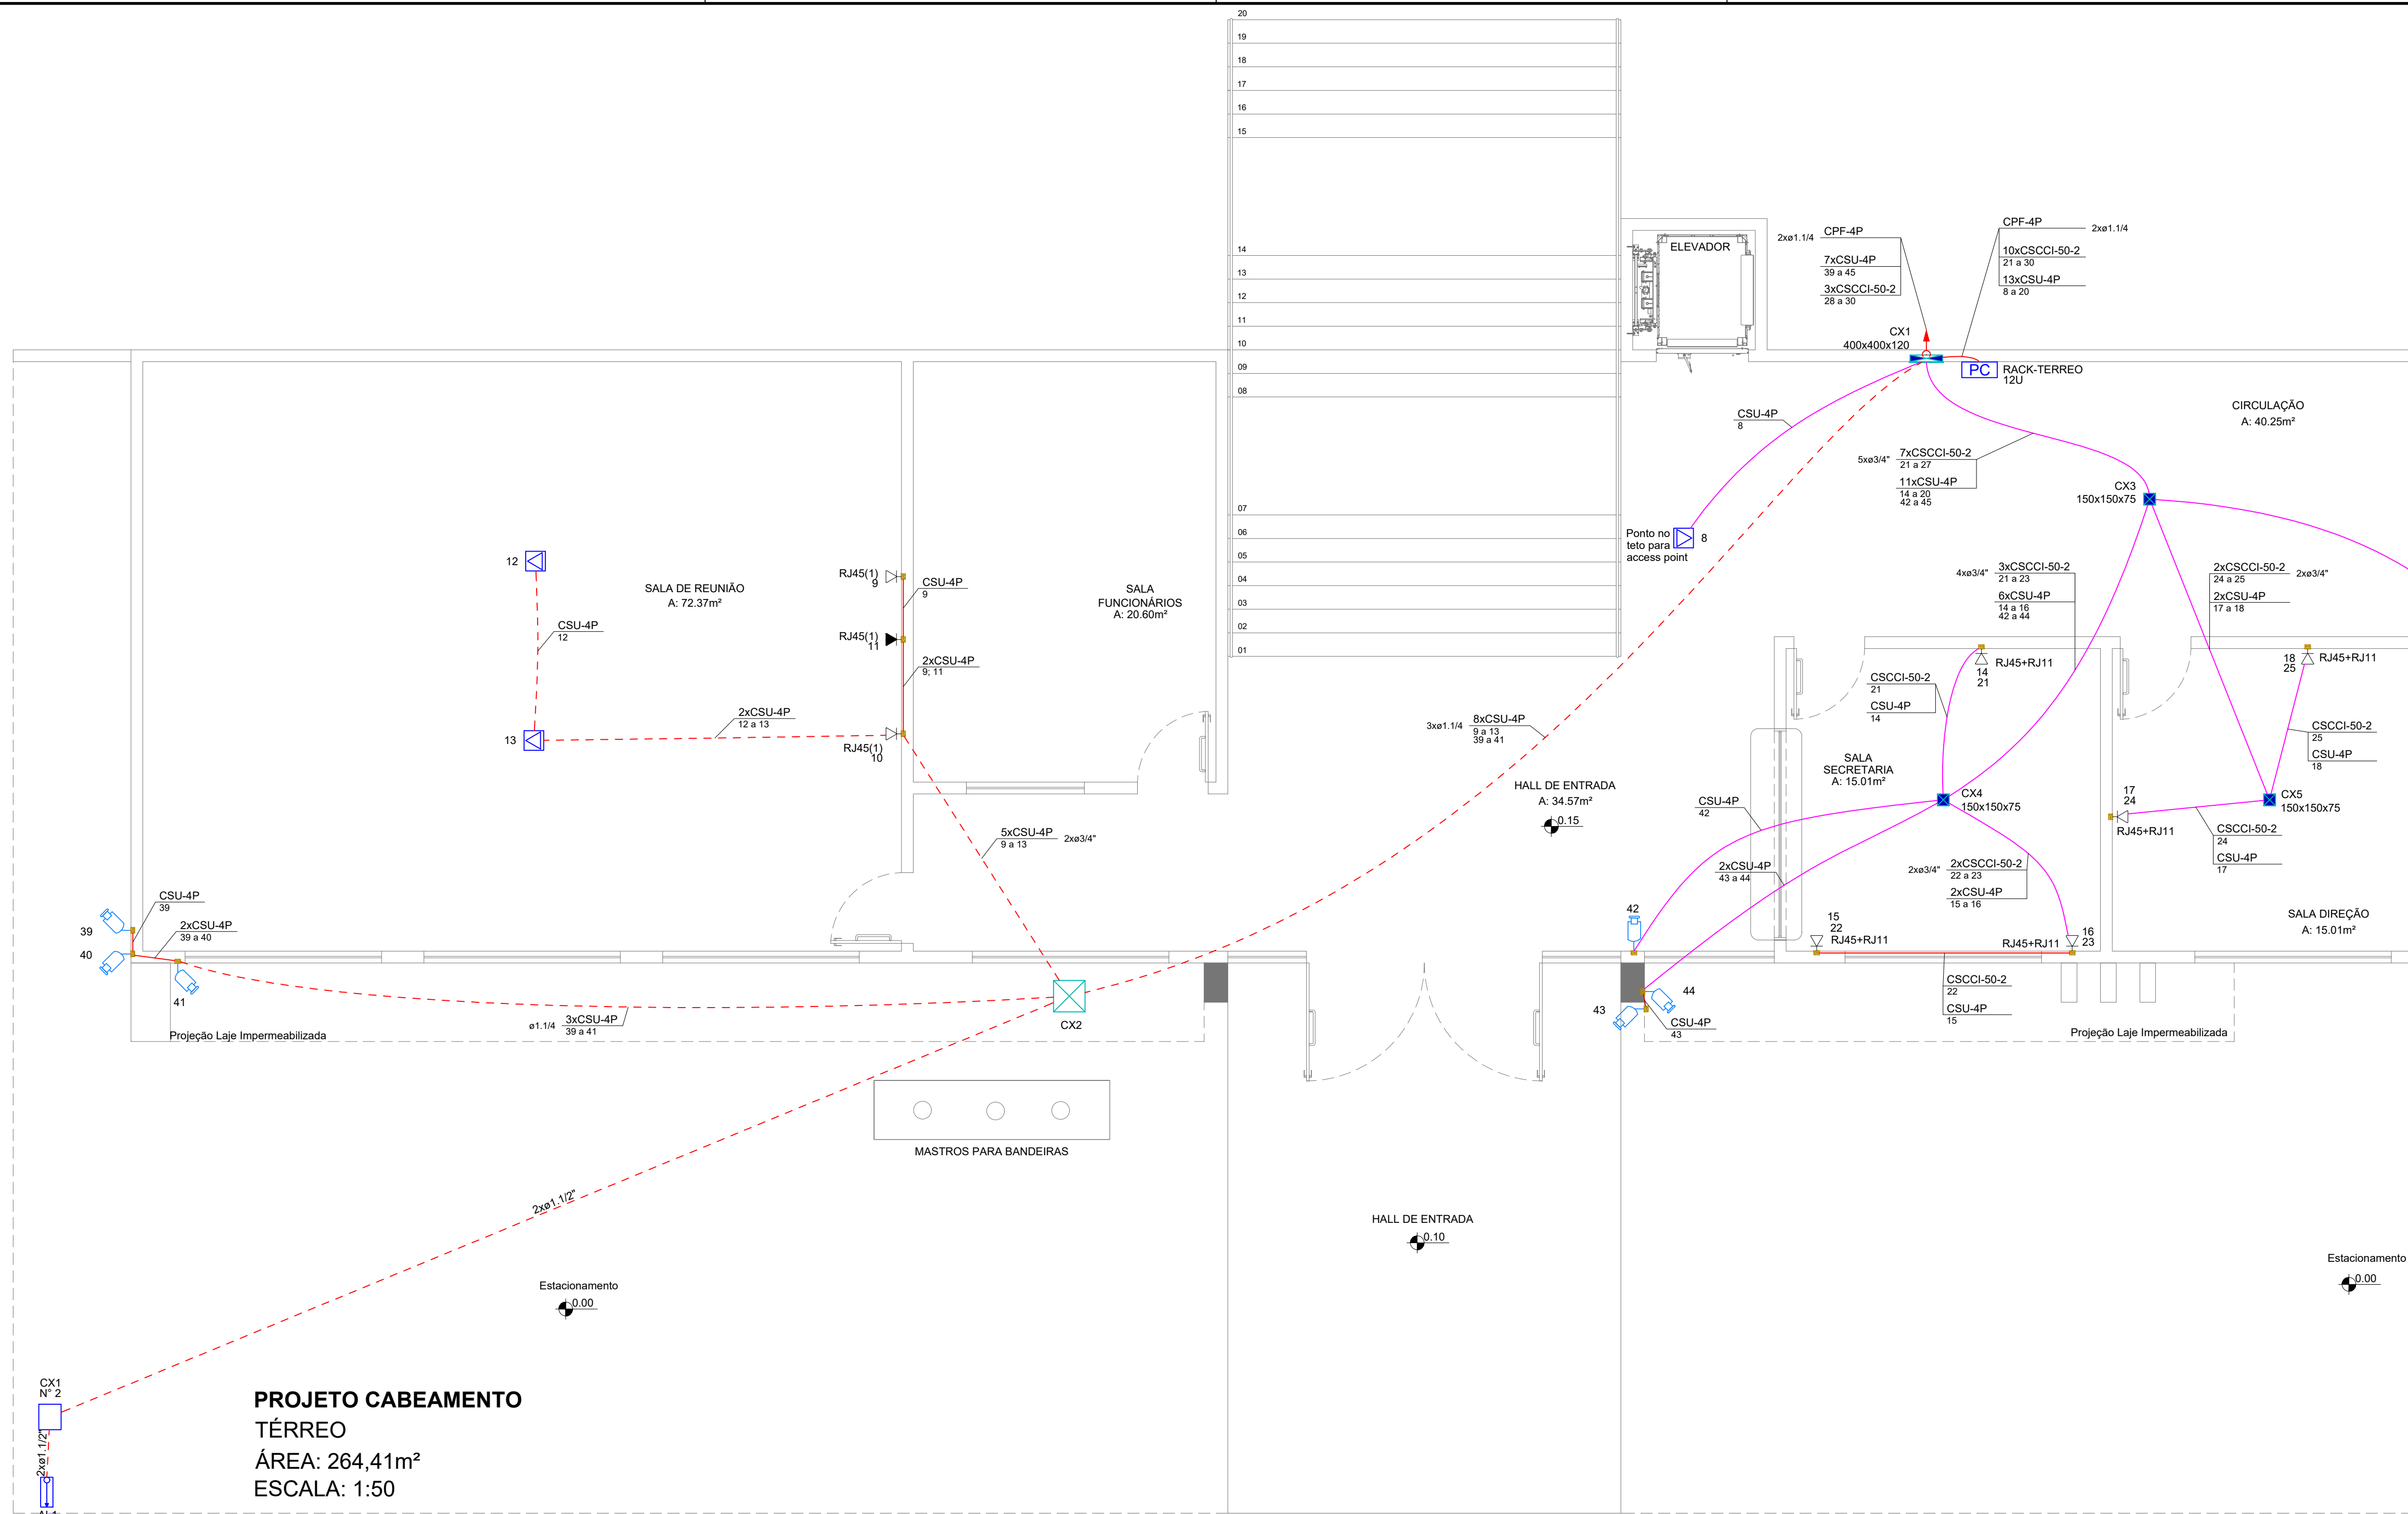 20
19
18
17
16
15
14
13
12
11
10
09
08
07
06
05
04
03
02
01
ELEVADOR
2xø1.1/4
CPF-4P
7xCSU-4P
39 a 45
3xCSCCI-50-2
28 a 30
CPF-4P
2xø1.1/4
10xCSCCI-50-2
21 a 30
13xCSU-4P
8 a 20
CX1
400x400x120
PC
RACK-TERREO
12U
CIRCULAÇÃO
A: 40.25m²
CSU-4P
8
5xø3/4"
7xCSCCI-50-2
21 a 27
11xCSU-4P
14 a 20
42 a 45
CX3
150x150x75
Ponto no
teto para
access point
8
12
SALA DE REUNIÃO
A: 72.37m²
CSU-4P
12
RJ45(1)
9
CSU-4P
9
RJ45(1)
11
2xCSU-4P
9; 11
SALA
FUNCIONÁRIOS
A: 20.60m²
13
2xCSU-4P
12 a 13
RJ45(1)
10
4xø3/4"
3xCSCCI-50-2
21 a 23
6xCSU-4P
14 a 16
42 a 44
2xCSCCI-50-2
24 a 25
2xø3/4"
2xCSU-4P
17 a 18
RJ45+RJ11
14
21
18
25
RJ45+RJ11
CSCCI-50-2
21
CSU-4P
14
3xø1.1/4
8xCSU-4P
9 a 13
39 a 41
CSCCI-50-2
25
CSU-4P
18
SALA
SECRETARIA
A: 15.01m²
HALL DE ENTRADA
A: 34.57m²
0.15
CX4
150x150x75
17
24
RJ45+RJ11
CX5
150x150x75
CSU-4P
42
5xCSU-4P
9 a 13
2xø3/4"
CSCCI-50-2
24
CSU-4P
17
2xCSU-4P
43 a 44
2xø3/4"
2xCSCCI-50-2
22 a 23
2xCSU-4P
15 a 16
CSU-4P
39
2xCSU-4P
39 a 40
39
40
41
42
15
22
RJ45+RJ11
RJ45+RJ11
16
23
SALA DIREÇÃO
A: 15.01m²
44
43
CSU-4P
43
CSCCI-50-2
22
CSU-4P
15
ø1.1/4
3xCSU-4P
39 a 41
CX2
Projeção Laje Impermeabilizada
Projeção Laje Impermeabilizada
MASTROS PARA BANDEIRAS
2xø1.1/2"
HALL DE ENTRADA
0.10
Estacionamento
0.00
Estacionamento
0.00
CX1
N° 2
2xø1.1/2"
PROJETO CABEAMENTO
TÉRREO
ÁREA: 264,41m²
ESCALA: 1:50